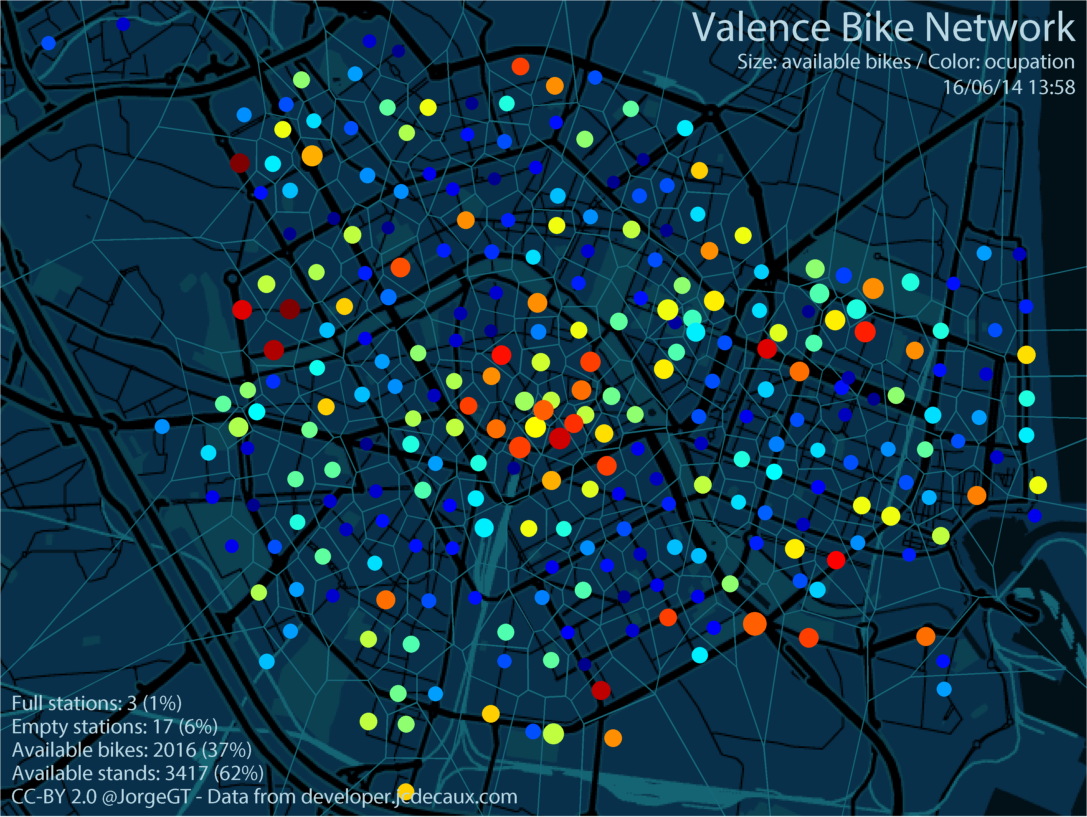 Valence Bike Network
Size: available bikes / Color: ocupation
16/06/14 13:58
Full stations: 3 (1%)
Empty stations: 17 (6%)
Available bikes: 2016 (37%)
Available stands: 3417 (62%)
CC-BY 2.0 @JorgeGT - Data from developer.jcdecaux.com